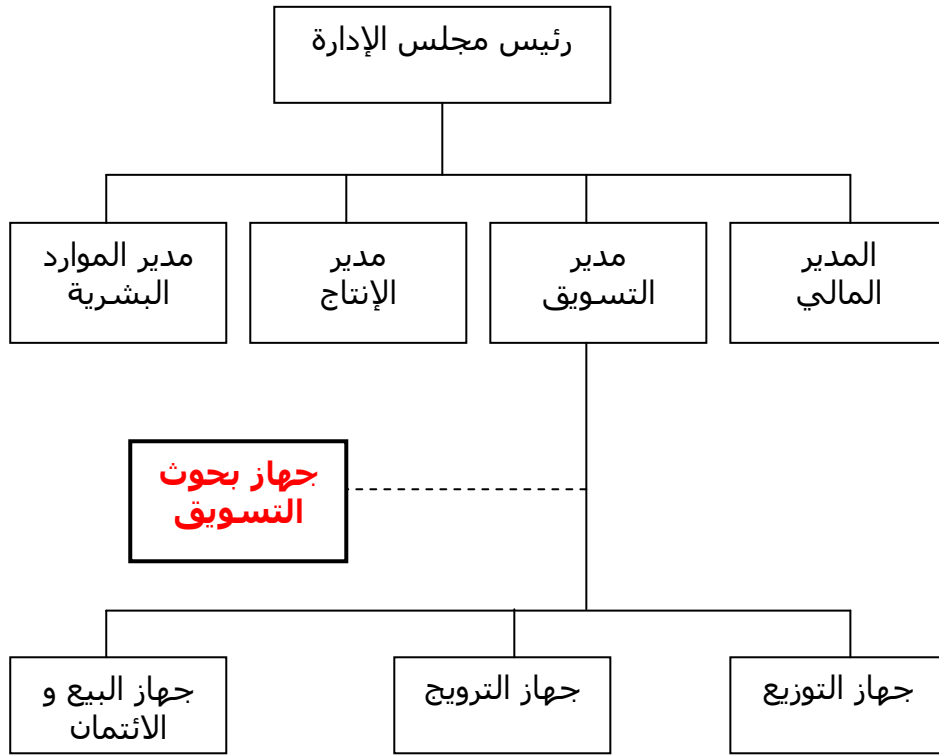 رئيس مجلس الإدارة
المدير
المالي
مدير
التسويق
مدير
الإنتاج
مدير الموارد
البشرية
جهاز بحوث
التسويق
جهاز التوزيع
جهاز الترويج
جهاز البيع و
الائتمان